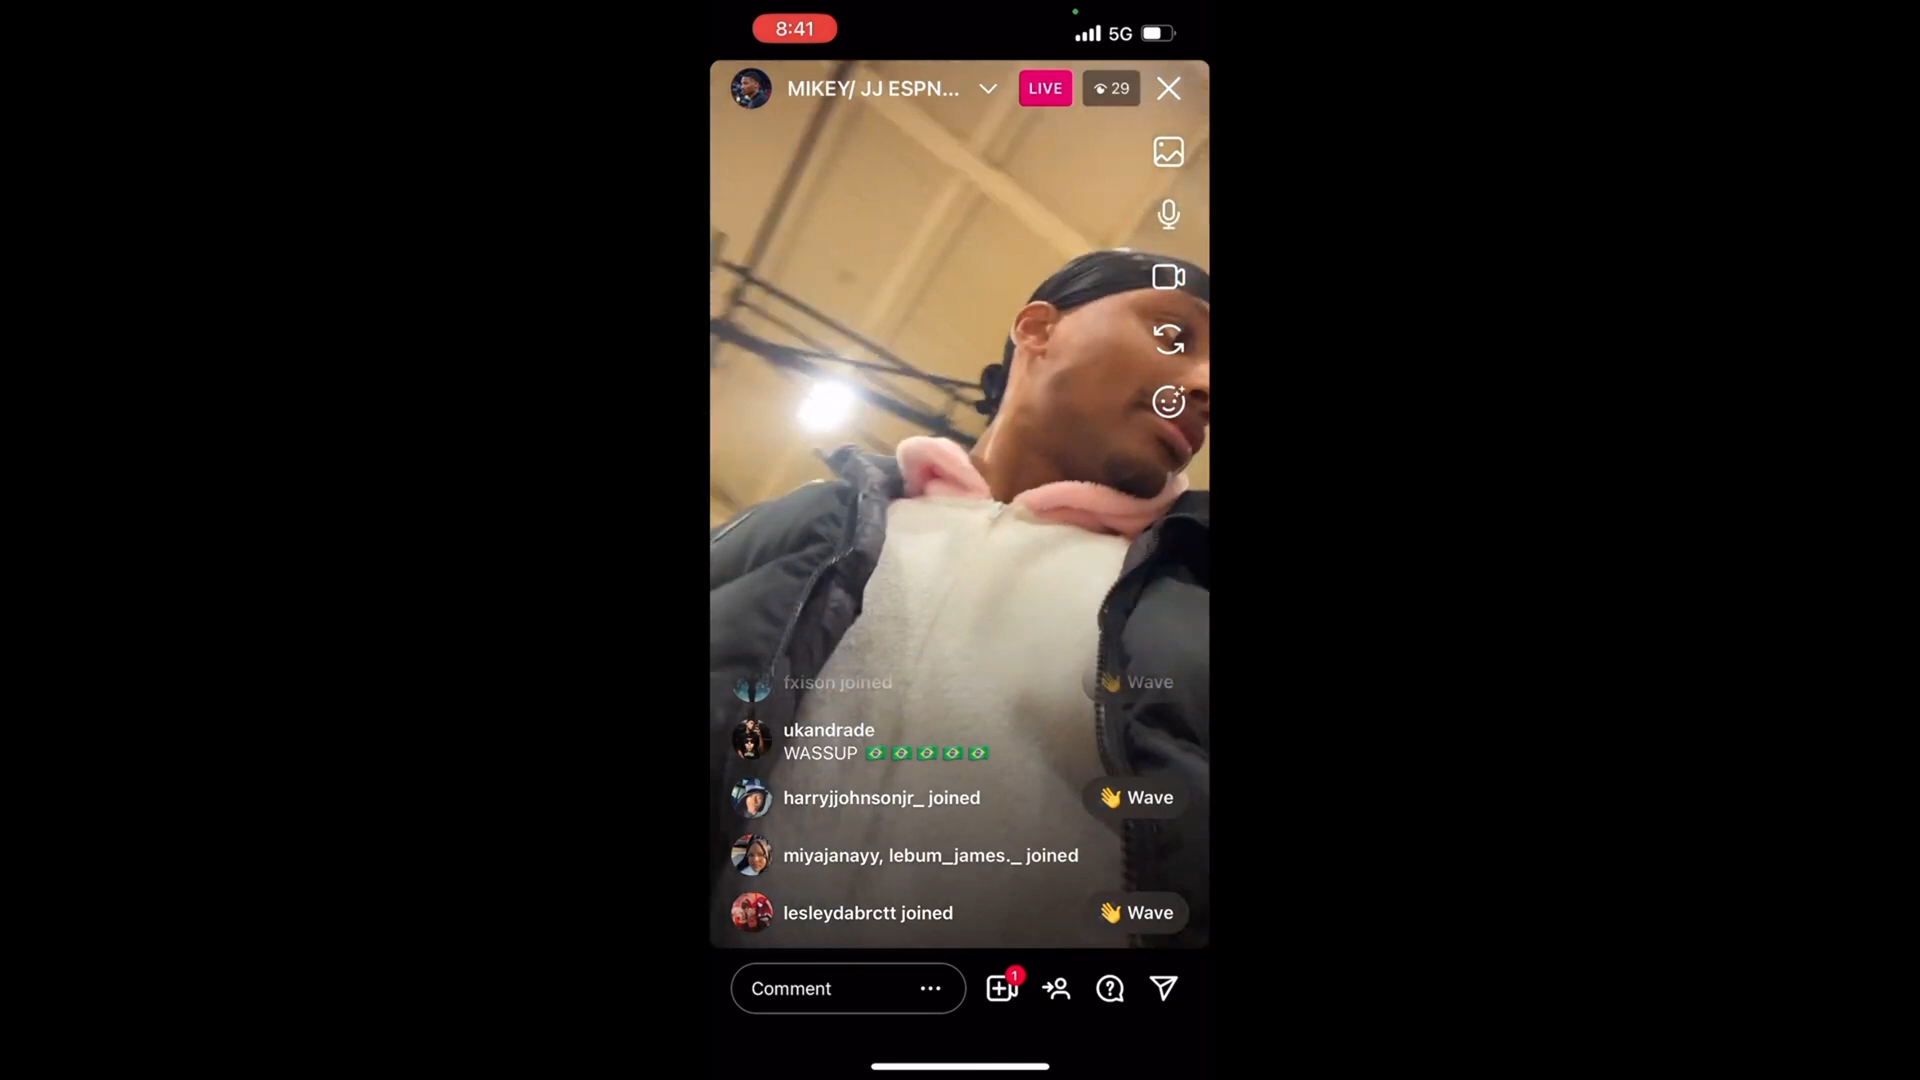 8:41
5G
MIKEY/ JJ ESPN...
LIVE
29
fxison joined
Wave
ukandrade
WASSUP 🇧🇷🇧🇷🇧🇷🇧🇷🇧🇷
harryjjohnsonjr_ joined
Wave
miyajanayy, lebum_james._ joined
lesleydabrctt joined
Wave
Comment
1